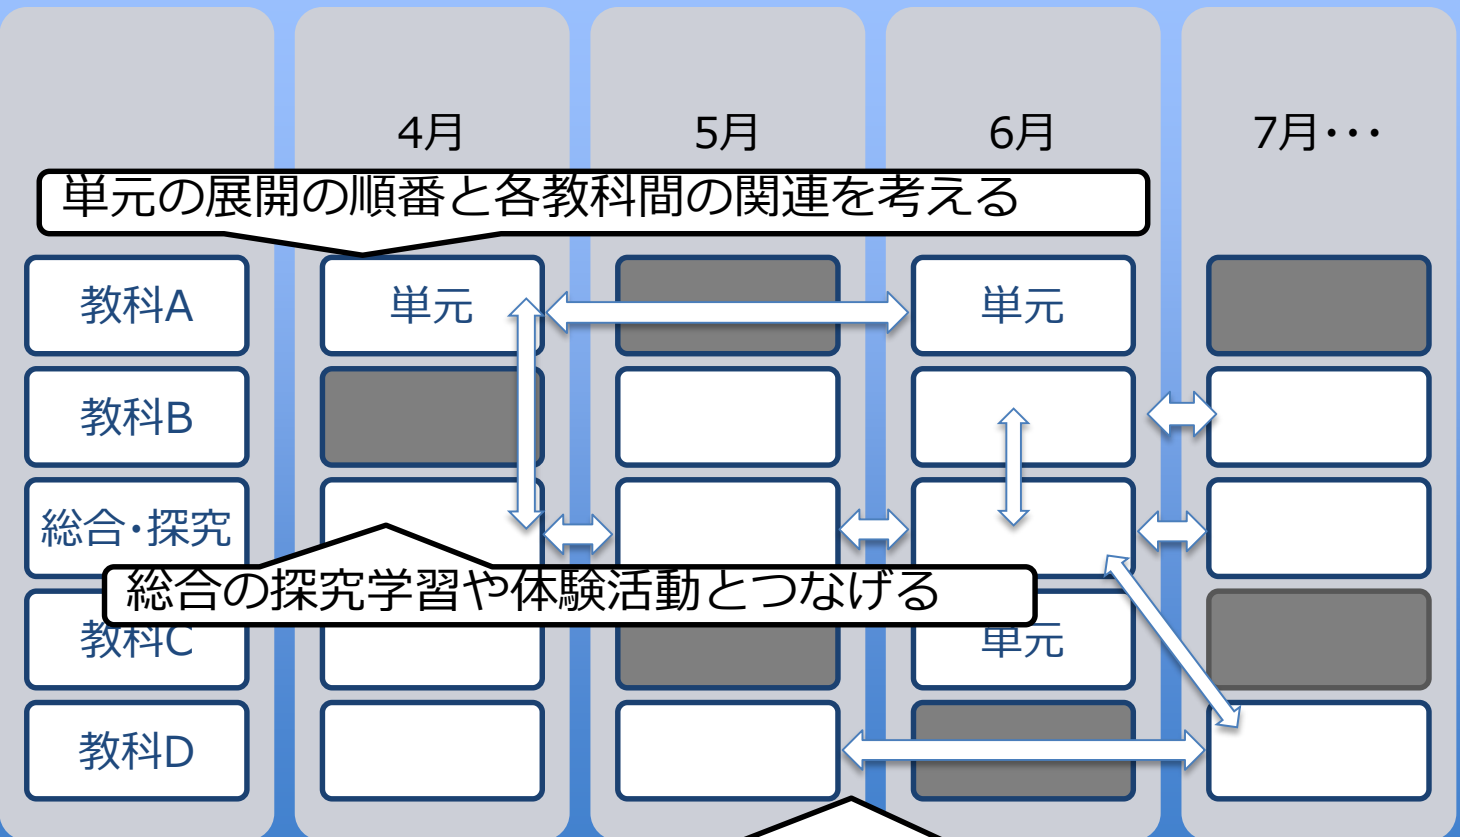 4月
5月
6月
7月･･･
単元の展開の順番と各教科間の関連を考える
教科A
単元
単元
教科B
総合･探究
総合の探究学習や体験活動とつなげる
教科C
単元
教科D